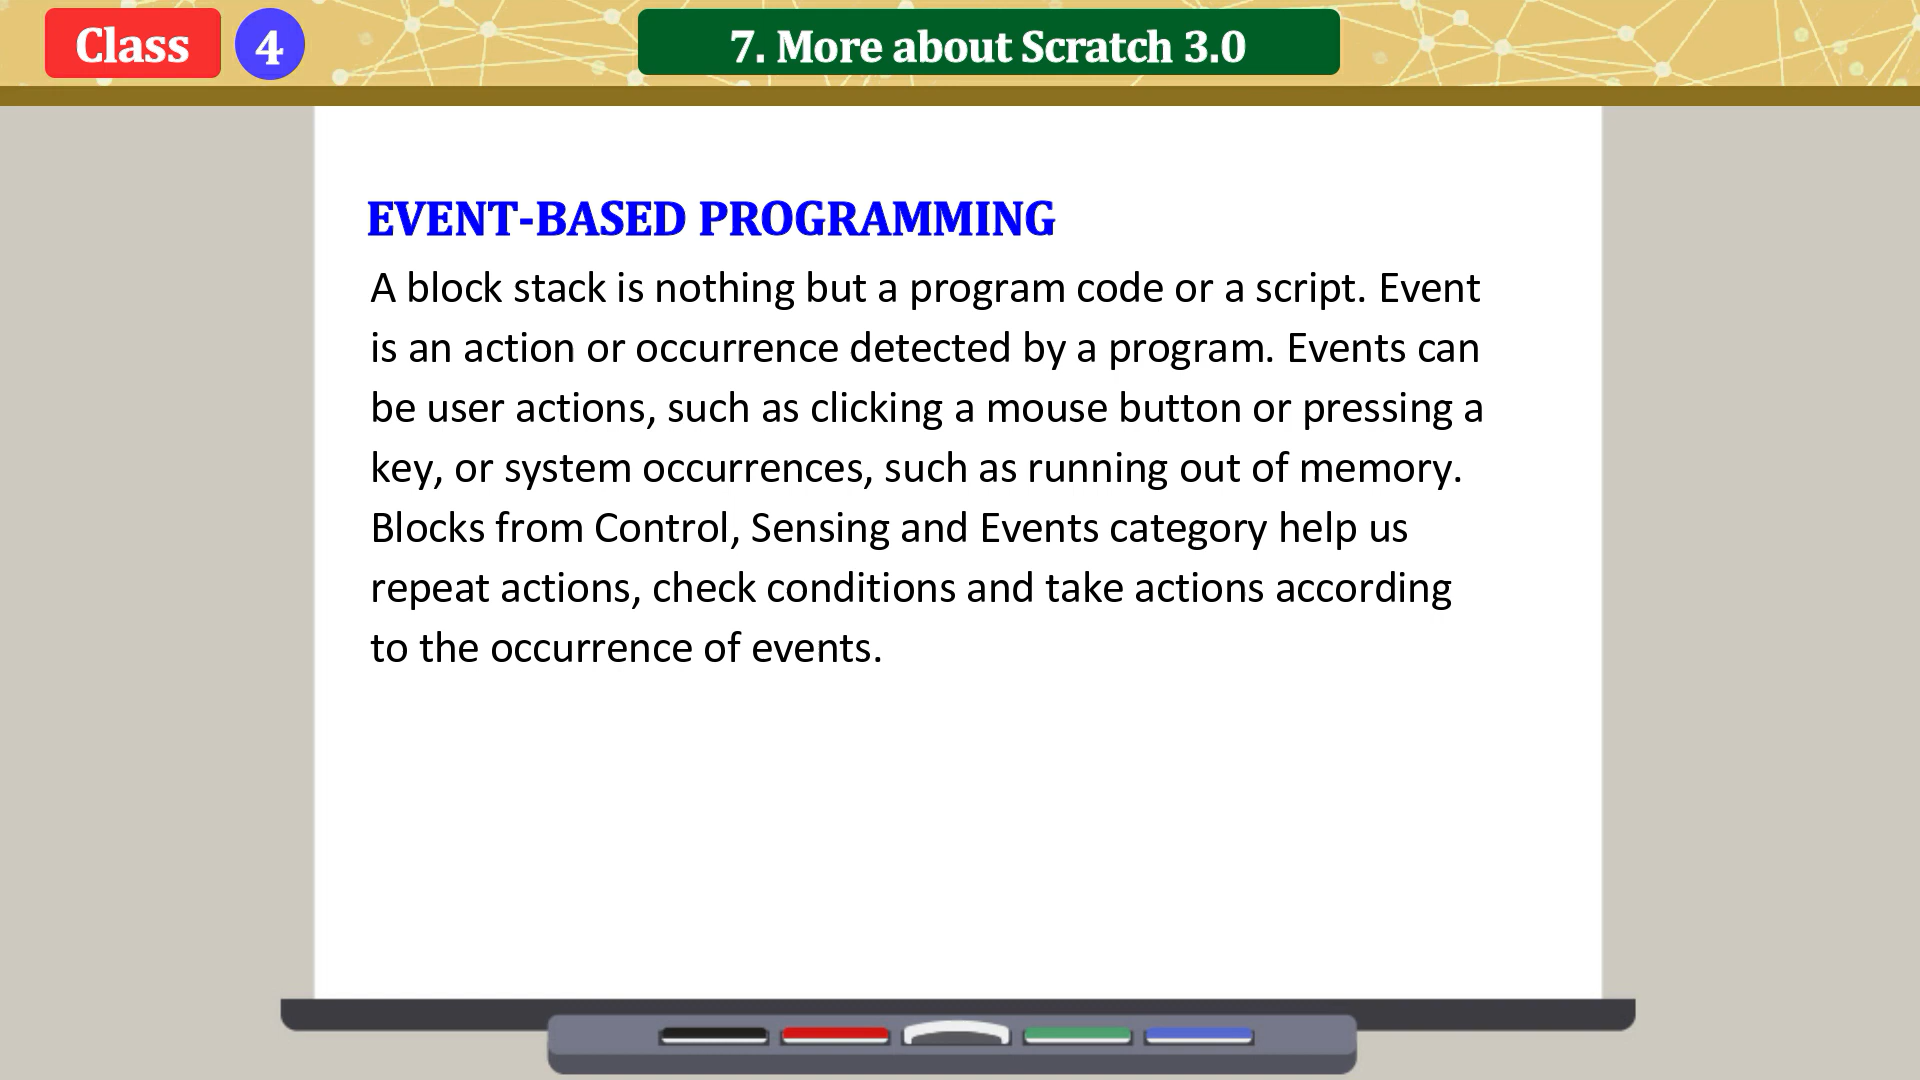 Class 4
7. More about Scratch 3.0
EVENT-BASED PROGRAMMING
A block stack is nothing but a program code or a script. Event
is an action or occurrence detected by a program. Events can
be user actions, such as clicking a mouse button or pressing a
key, or system occurrences, such as running out of memory.
Blocks from Control, Sensing and Events category help us
repeat actions, check conditions and take actions according
to the occurrence of events.